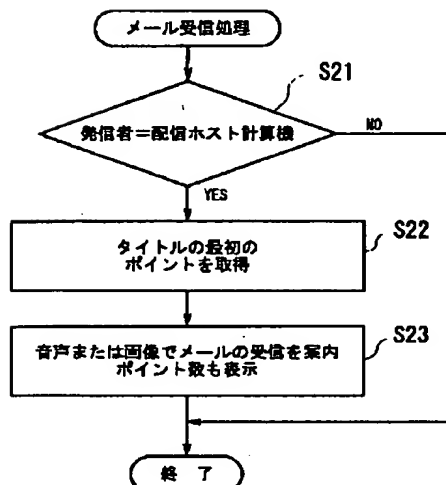 メール受信処理
S21
発信者=配信ホスト計算機
NO
YES
S22
タイトルの最初の
ポイントを取得
S23
音声または画像でメールの受信を案内
ポイント数も表示
終 了